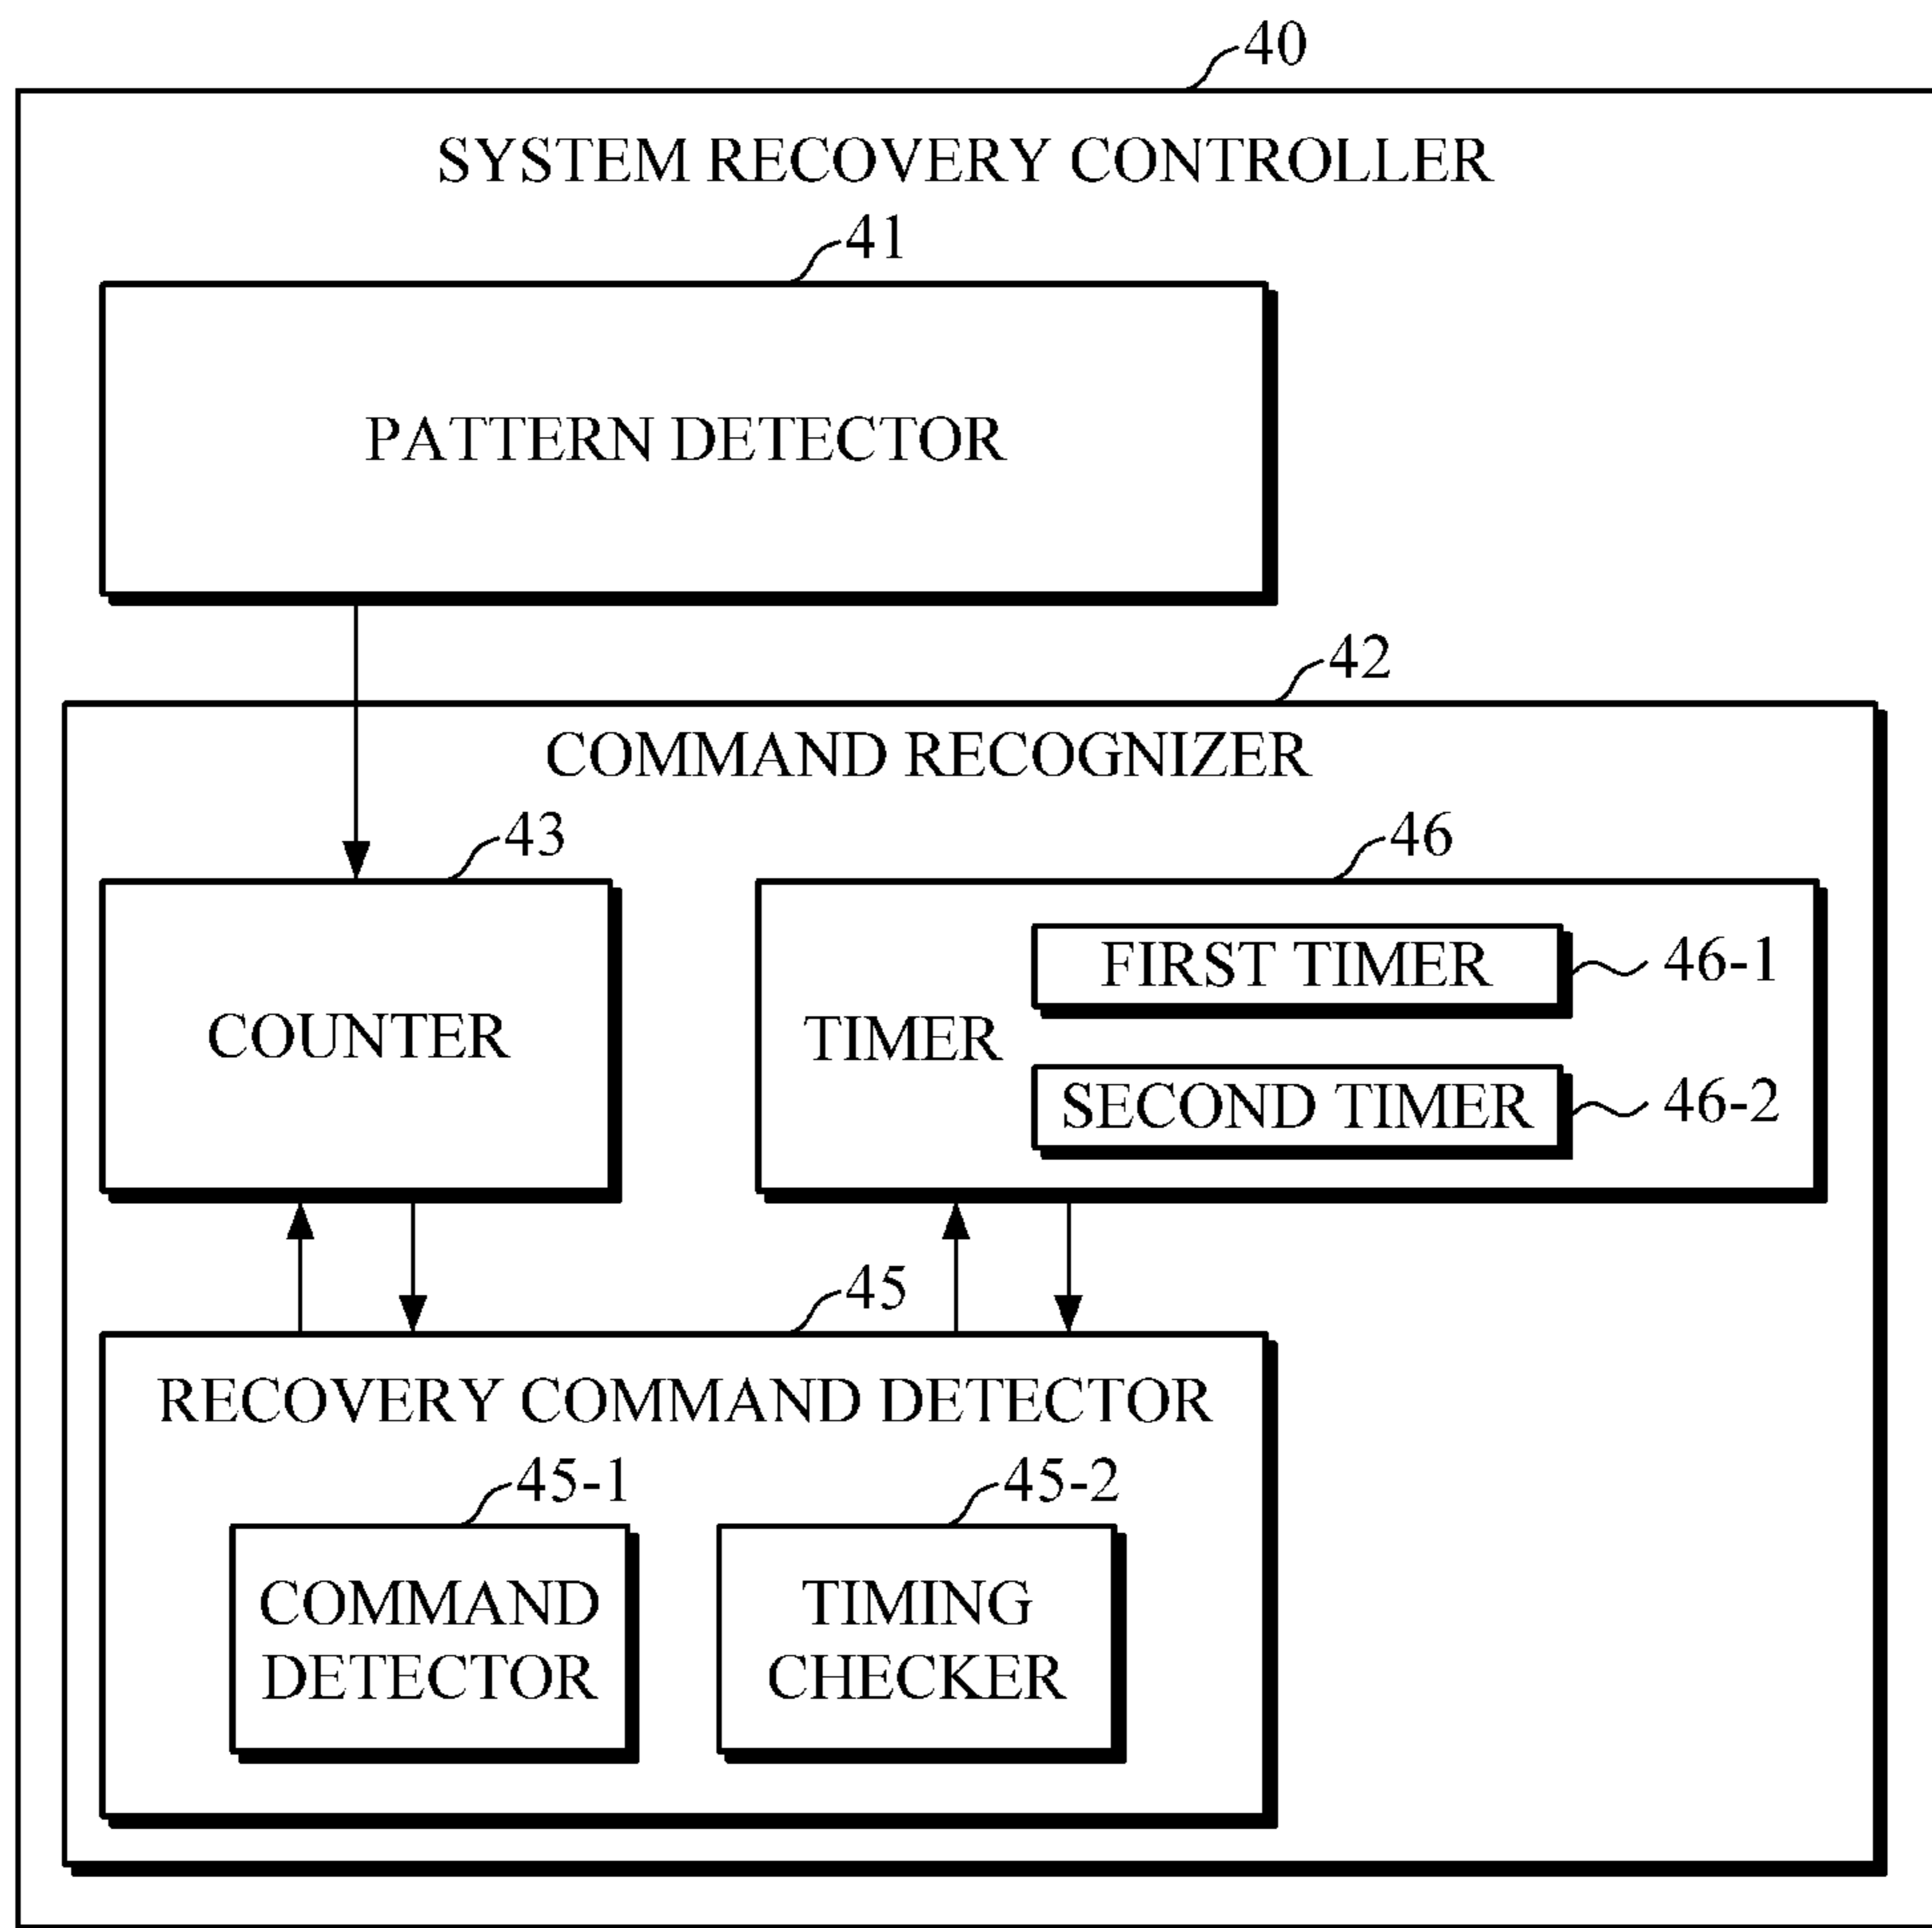 40
SYSTEM RECOVERY CONTROLLER
41
PATTERN DETECTOR
42
COMMAND RECOGNIZER
43
COUNTER
46
TIMER
FIRST TIMER
46-1
SECOND TIMER
46-2
45
RECOVERY COMMAND DETECTOR
45-1
COMMAND
DETECTOR
45-2
TIMING
CHECKER